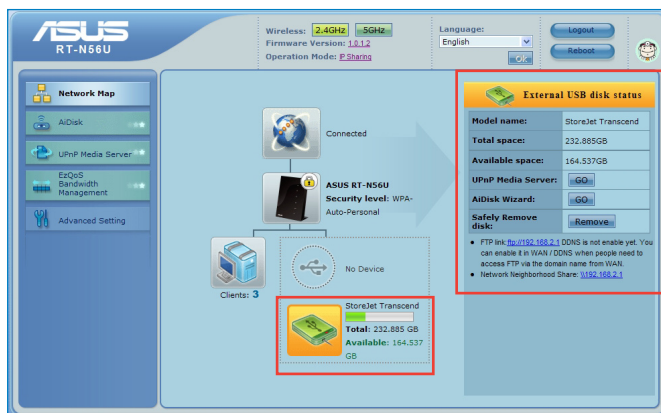 ASUS
RT-N56U
Wireless: 2.4GHz 5GHz
Firmware Version: 1.0.1.2
Operation Mode: IP Sharing
Language:
English
OK
Logout
Reboot
Network Map
AiDisk
UPnP Media Server
EzQoS
Bandwidth
Management
Advanced Setting
Connected
ASUS RT-N56U
Security level: WPA-
Auto-Personal
Clients: 3
No Device
StoreJet Transcend
Total: 232.885 GB
Available: 164.537
GB
External USB disk status
Model name: StoreJet Transcend
Total space: 232.885GB
Available space: 164.537GB
UPnP Media Server: GO
AiDisk Wizard: GO
Safely Remove
disk: Remove
FTP link:ftp://192.168.2.1 DDNS is not enable yet. You
can enable it in WAN / DDNS when people need to
access FTP via the domain name from WAN.
Network Neighborhood Share: \\192.168.2.1